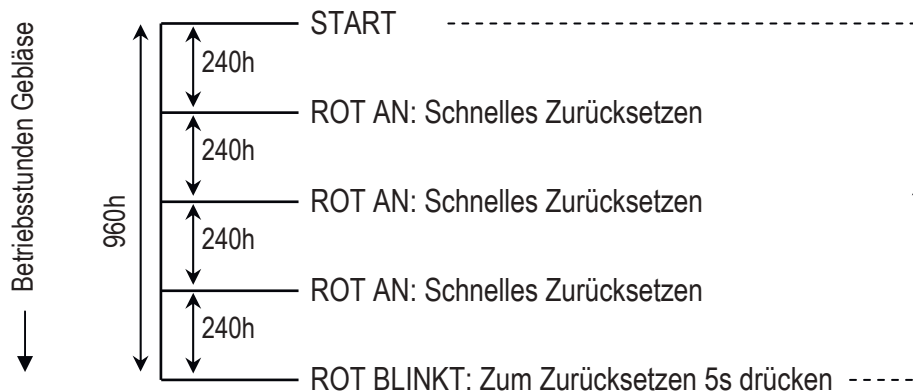 START
240h
ROT AN: Schnelles Zurücksetzen
240h
ROT AN: Schnelles Zurücksetzen
240h
ROT AN: Schnelles Zurücksetzen
240h
ROT BLINKT: Zum Zurücksetzen 5s drücken
960h
Betriebsstunden Gebläse